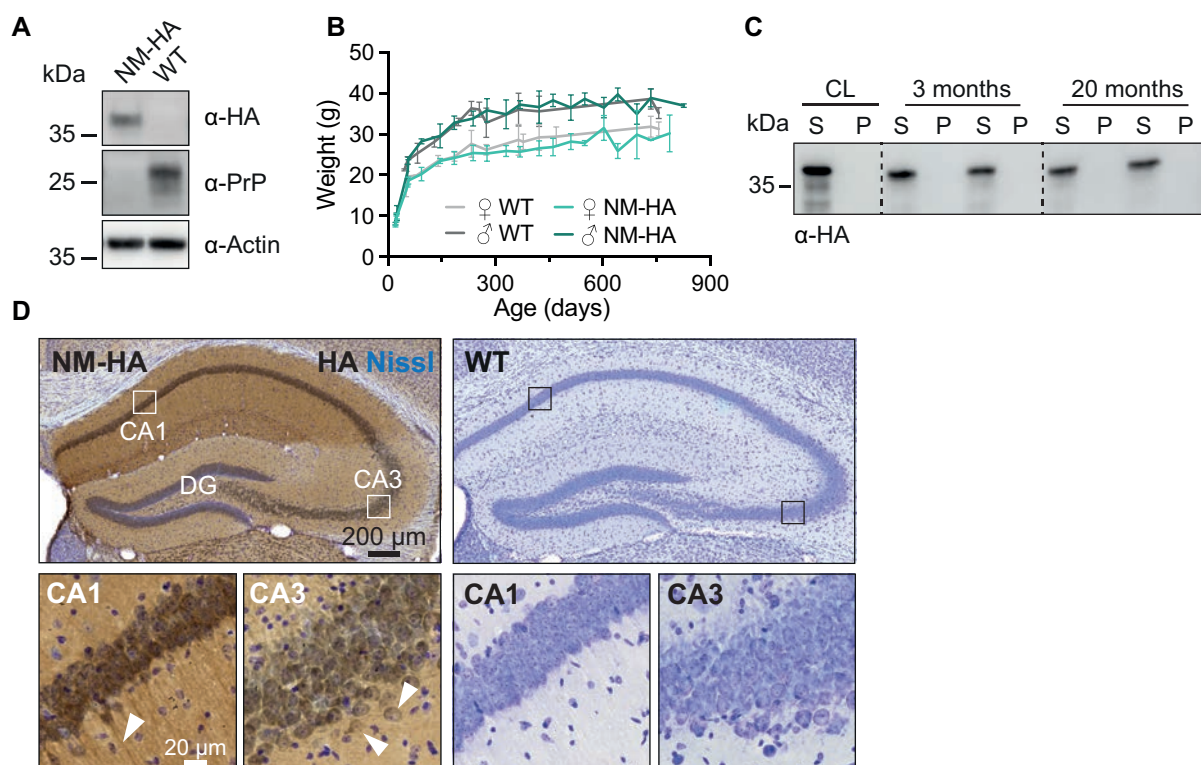 A
kDa
NM-HA
WT
α-HA
35
α-PrP
25
α-Actin
35
B
Weight (g)
50
40
30
20
10
0
♀ WT
♀ NM-HA
♂ WT
♂ NM-HA
300
600
900
Age (days)
C
CL
3 months
20 months
kDa
S P S P S P S P S P
35
α-HA
D
NM-HA
HA Nissl
CA1
DG
CA3
200 µm
WT
CA1
20 µm
CA3
CA1
CA3